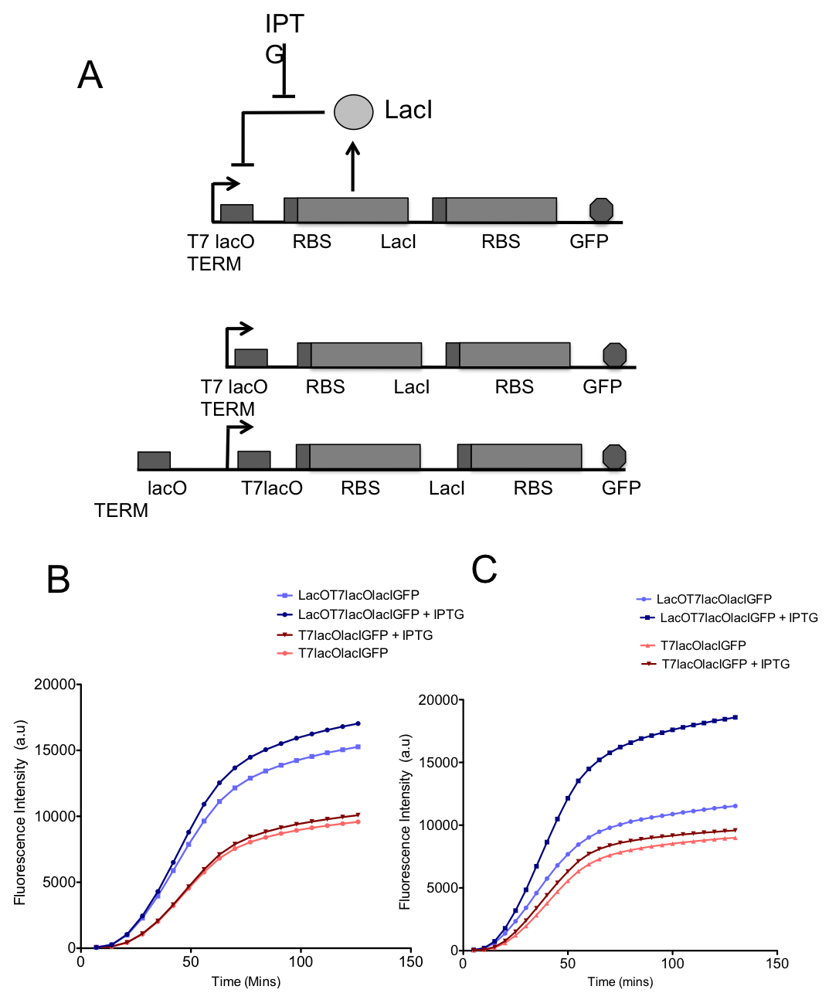 IPT
G
A
LacI
T7 lacO RBS LacI RBS GFP
TERM
T7 lacO RBS LacI RBS GFP
TERM
lacO T7lacO RBS LacI RBS GFP
TERM
B
LacOT7lacOlacIGFP
LacOT7lacOlacIGFP + IPTG
T7lacOlacIGFP + IPTG
T7lacOlacIGFP
20000
15000
10000
5000
0
0 50 100 150
Fluorescence Intensity (a.u)
Time (Mins)
C
LacOT7lacOlacIGFP
LacOT7lacOlacIGFP + IPTG
T7lacOlacIGFP
T7lacOlacIGFP + IPTG
20000
15000
10000
5000
0
0 50 100 150
Fluorescence Intensity (a.u)
Time (mins)